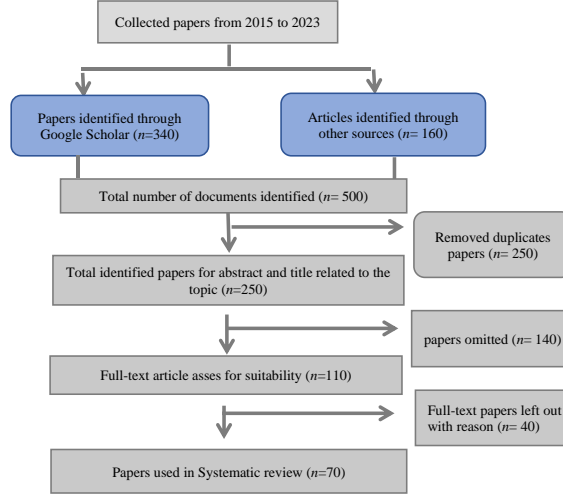 Collected papers from 2015 to 2023
Papers identified through
Google Scholar (n=340)
Articles identified through
other sources (n= 160)
Total number of documents identified (n= 500)
Removed duplicates
papers (n= 250)
Total identified papers for abstract and title related to the
topic (n=250)
papers omitted (n= 140)
Full-text article asses for suitability (n=110)
Full-text papers left out
with reason (n= 40)
Papers used in Systematic review (n=70)